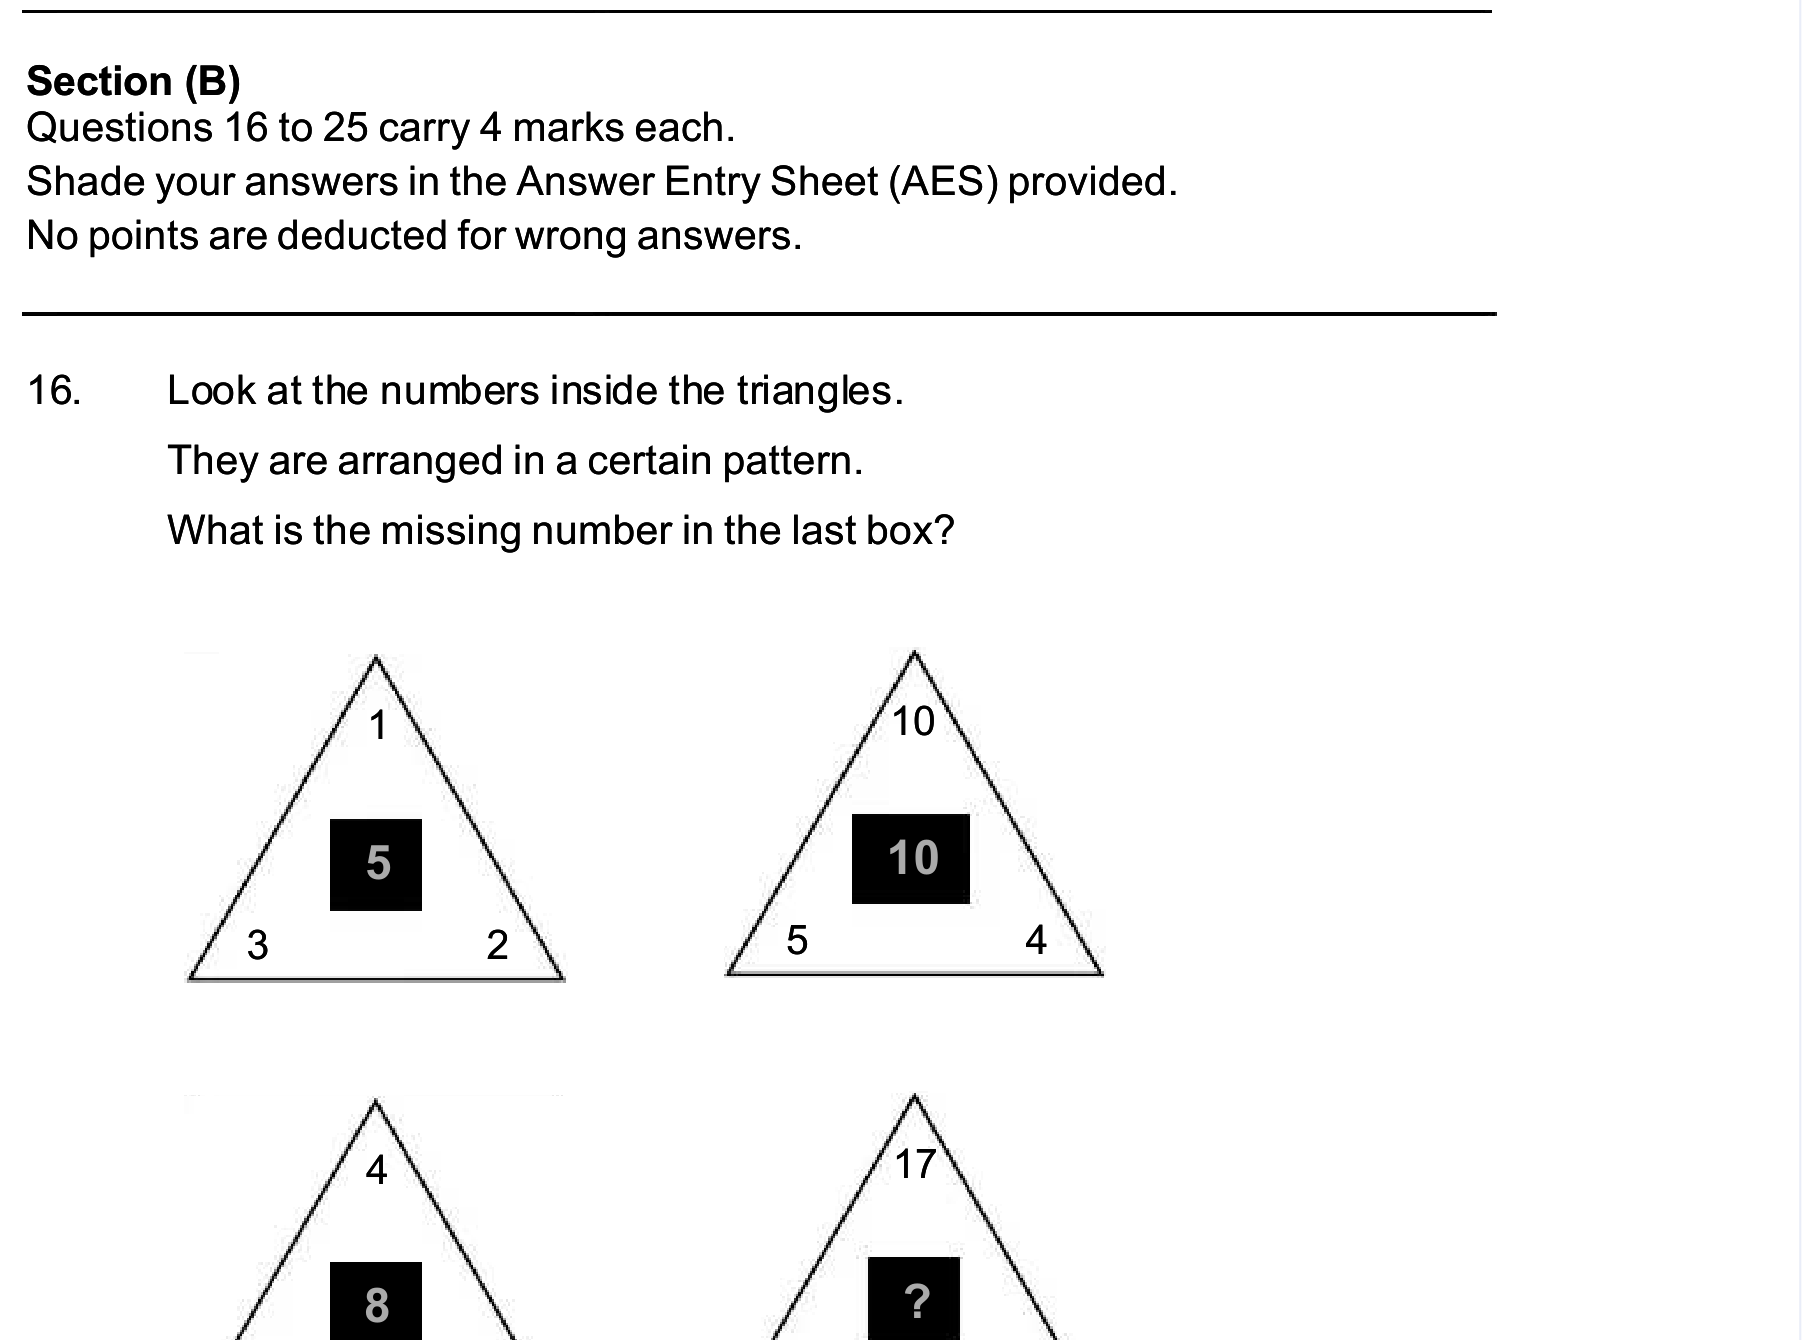 Section (B)
Questions 16 to 25 carry 4 marks each.
Shade your answers in the Answer Entry Sheet (AES) provided.
No points are deducted for wrong answers.
16. Look at the numbers inside the triangles.
They are arranged in a certain pattern.
What is the missing number in the last box?
1 10
5 10
3 2 5 4
4 17
8 ?